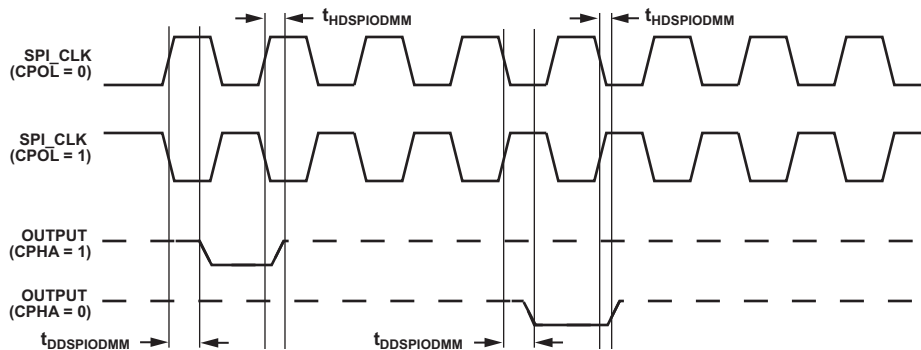 tHDSPIODMM
tHDSPIODMM
SPI_CLK
(CPOL = 0)
SPI_CLK
(CPOL = 1)
OUTPUT
(CPHA = 1)
OUTPUT
(CPHA = 0)
tDDSPIODMM
tDDSPIODMM